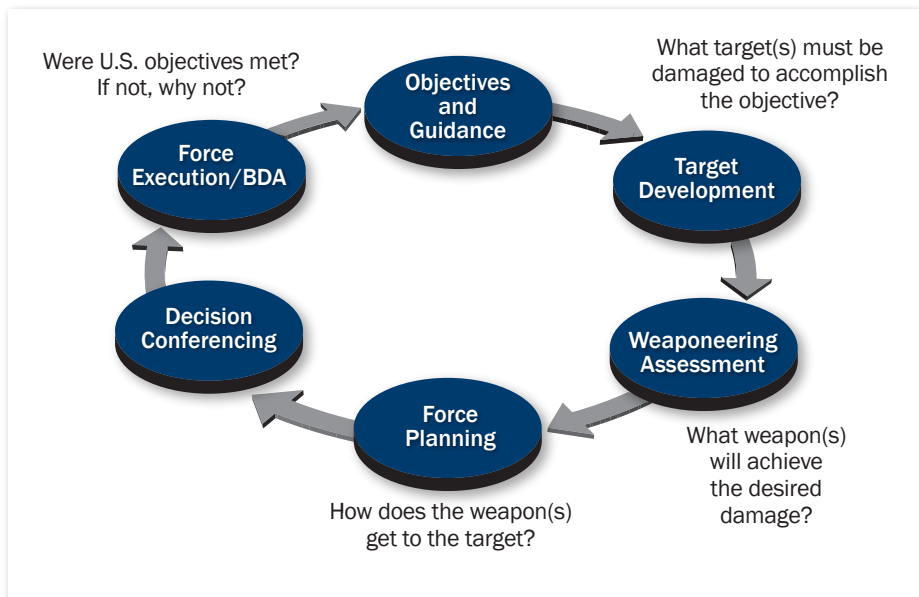 Were U.S. objectives met?
If not, why not?
Objectives
and
Guidance
What target(s) must be
damaged to accomplish
the objective?
Target
Development
Weaponeering
Assessment
What weapon(s)
will achieve
the desired
damage?
Force
Planning
How does the weapon(s)
get to the target?
Decision
Conferencing
Force
Execution/BDA